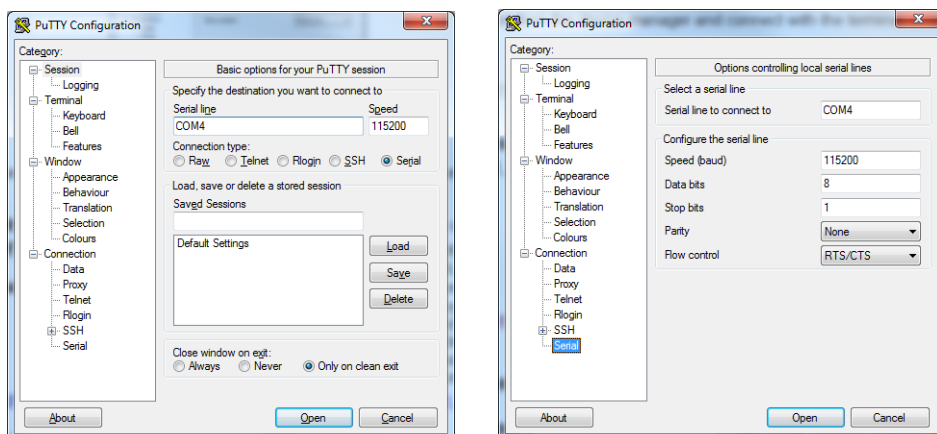 PuTTY Configuration
Category:
Session
Logging
Terminal
Keyboard
Bell
Features
Window
Appearance
Behaviour
Translation
Selection
Colours
Connection
Data
Proxy
Telnet
Rlogin
SSH
Serial
Basic options for your PuTTY session
Specify the destination you want to connect to
Serial line Speed
COM4 115200
Connection type:
Raw Telnet Rlogin SSH Serial
Load, save or delete a stored session
Saved Sessions
Default Settings
Load
Save
Delete
Close window on exit:
Always Never Only on clean exit
About Open Cancel
PuTTY Configuration
manager and connect with the termina
Category:
Session
Logging
Terminal
Keyboard
Bell
Features
Window
Appearance
Behaviour
Translation
Selection
Colours
Connection
Data
Proxy
Telnet
Rlogin
SSH
Serial
Options controlling local serial lines
Select a serial line
Serial line to connect to COM4
Configure the serial line
Speed (baud) 115200
Data bits 8
Stop bits 1
Parity None
Flow control RTS/CTS
About Open Cancel